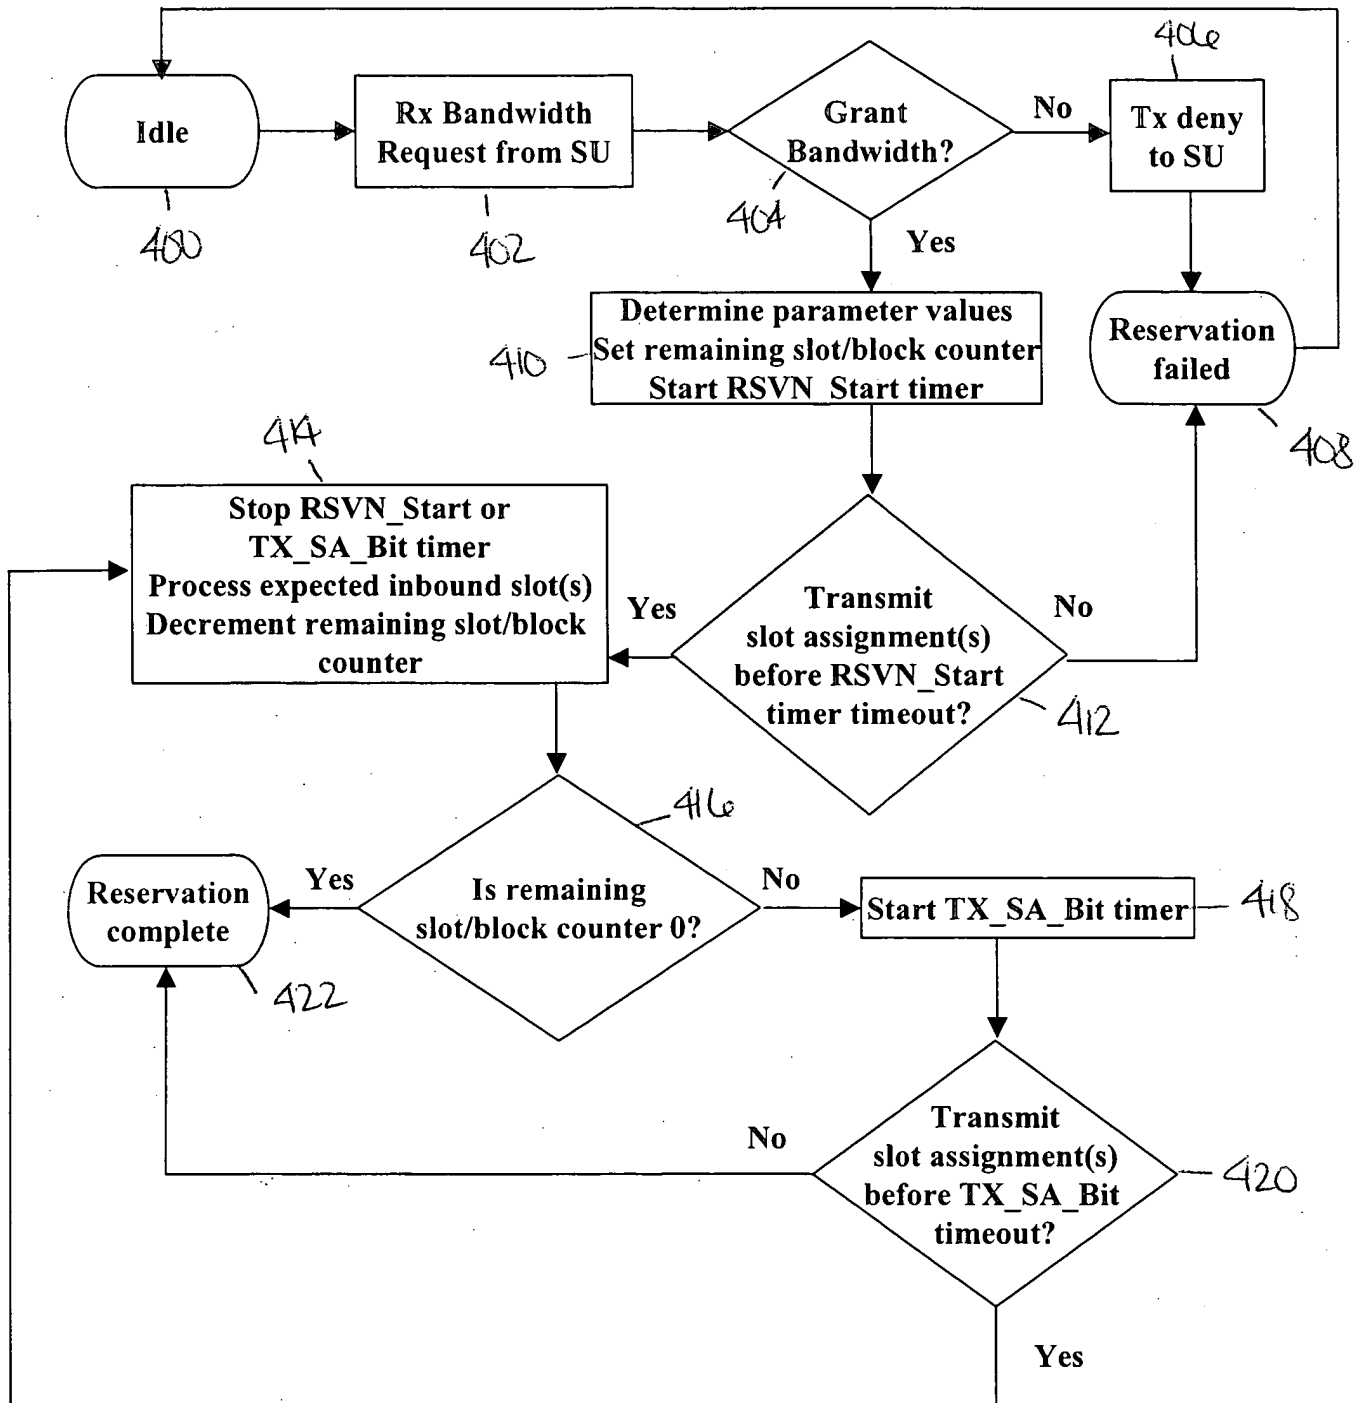 406
Idle
Rx Bandwidth
Request from SU
Grant
Bandwidth?
No
Tx deny
to SU
400
402
404
Yes
Determine parameter values
Set remaining slot/block counter
Start RSVN_Start timer
410
Reservation
failed
408
414
Stop RSVN_Start or
TX_SA_Bit timer
Process expected inbound slot(s)
Decrement remaining slot/block
counter
Yes
Transmit
slot assignment(s)
before RSVN_Start
timer timeout?
No
412
416
Reservation
complete
Yes
Is remaining
slot/block counter 0?
No
Start TX_SA_Bit timer
418
422
No
Transmit
slot assignment(s)
before TX_SA_Bit
timeout?
420
Yes